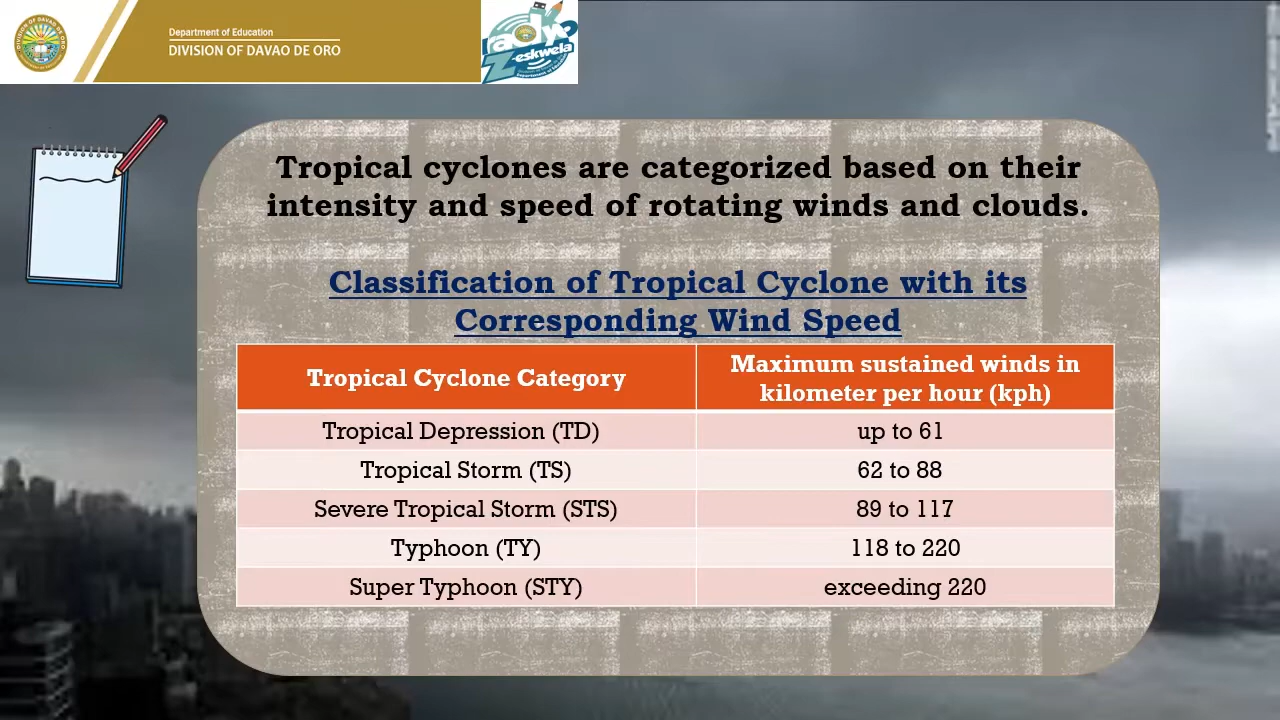 Department of Education
DIVISION OF DAVAO DE ORO
Tropical cyclones are categorized based on their
intensity and speed of rotating winds and clouds.
Classification of Tropical Cyclone with its
Corresponding Wind Speed
Tropical Cyclone Category
Maximum sustained winds in
kilometer per hour (kph)
Tropical Depression (TD) up to 61
Tropical Storm (TS) 62 to 88
Severe Tropical Storm (STS) 89 to 117
Typhoon (TY) 118 to 220
Super Typhoon (STY) exceeding 220